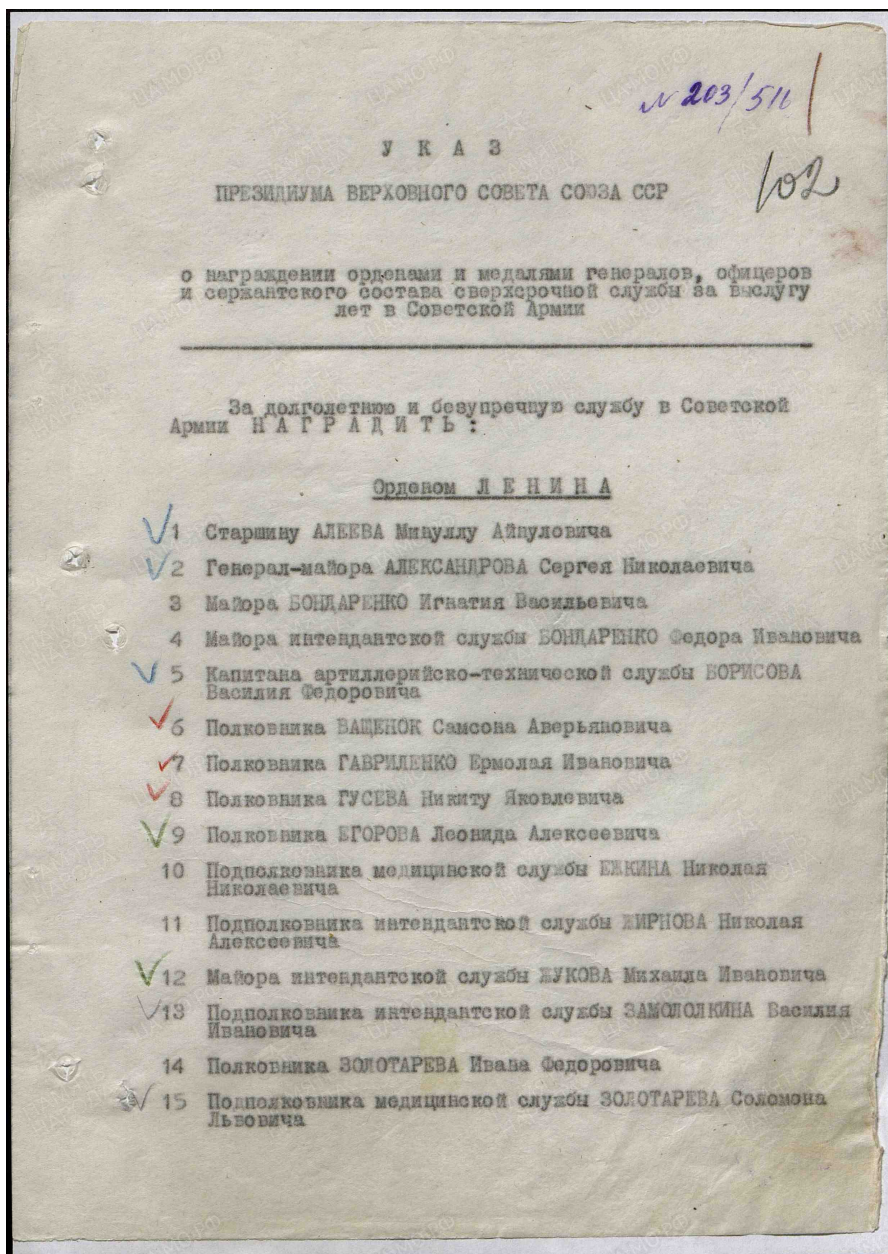 № 203/511
102
У К А З
ПРЕЗИДИУМА ВЕРХОВНОГО СОВЕТА СОЮЗА ССР
о награждении орденами и медалями генералов, офицеров
и сержантского состава сверхсрочной службы за выслугу
лет в Советской Армии
За долголетнюю и безупречную службу в Советской
Армии Н А Г Р А Д И Т Ь :
Орденом Л Е Н И Н А
1 Старшину АЛЕЕВА Минуллу Айнуловича
2 Генерал-майора АЛЕКСАНДРОВА Сергея Николаевича
3 Майора БОНДАРЕНКО Игнатия Васильевича
4 Майора интендантской службы БОНДАРЕНКО Федора Ивановича
5 Капитана артиллерийско-технической службы БОРИСОВА
Василия Федоровича
6 Полковника ВАЩЕНОК Самсона Аверьяновича
7 Полковника ГАВРИЛЕНКО Ермолая Ивановича
8 Полковника ГУСЕВА Никиту Яковлевича
9 Полковника ЕГОРОВА Леонида Алексеевича
10 Подполковника медицинской службы ЕЖКИНА Николая
Николаевича
11 Подполковника интендантской службы ЖИРНОВА Николая
Алексеевича
12 Майора интендантской службы ЖУКОВА Михаила Ивановича
13 Подполковника интендантской службы ЗАМОЛОЛКИНА Василия
Ивановича
14 Полковника ЗОЛОТАРЕВА Ивана Федоровича
15 Подполковника медицинской службы ЗОЛОТАРЕВА Соломона
Львовича